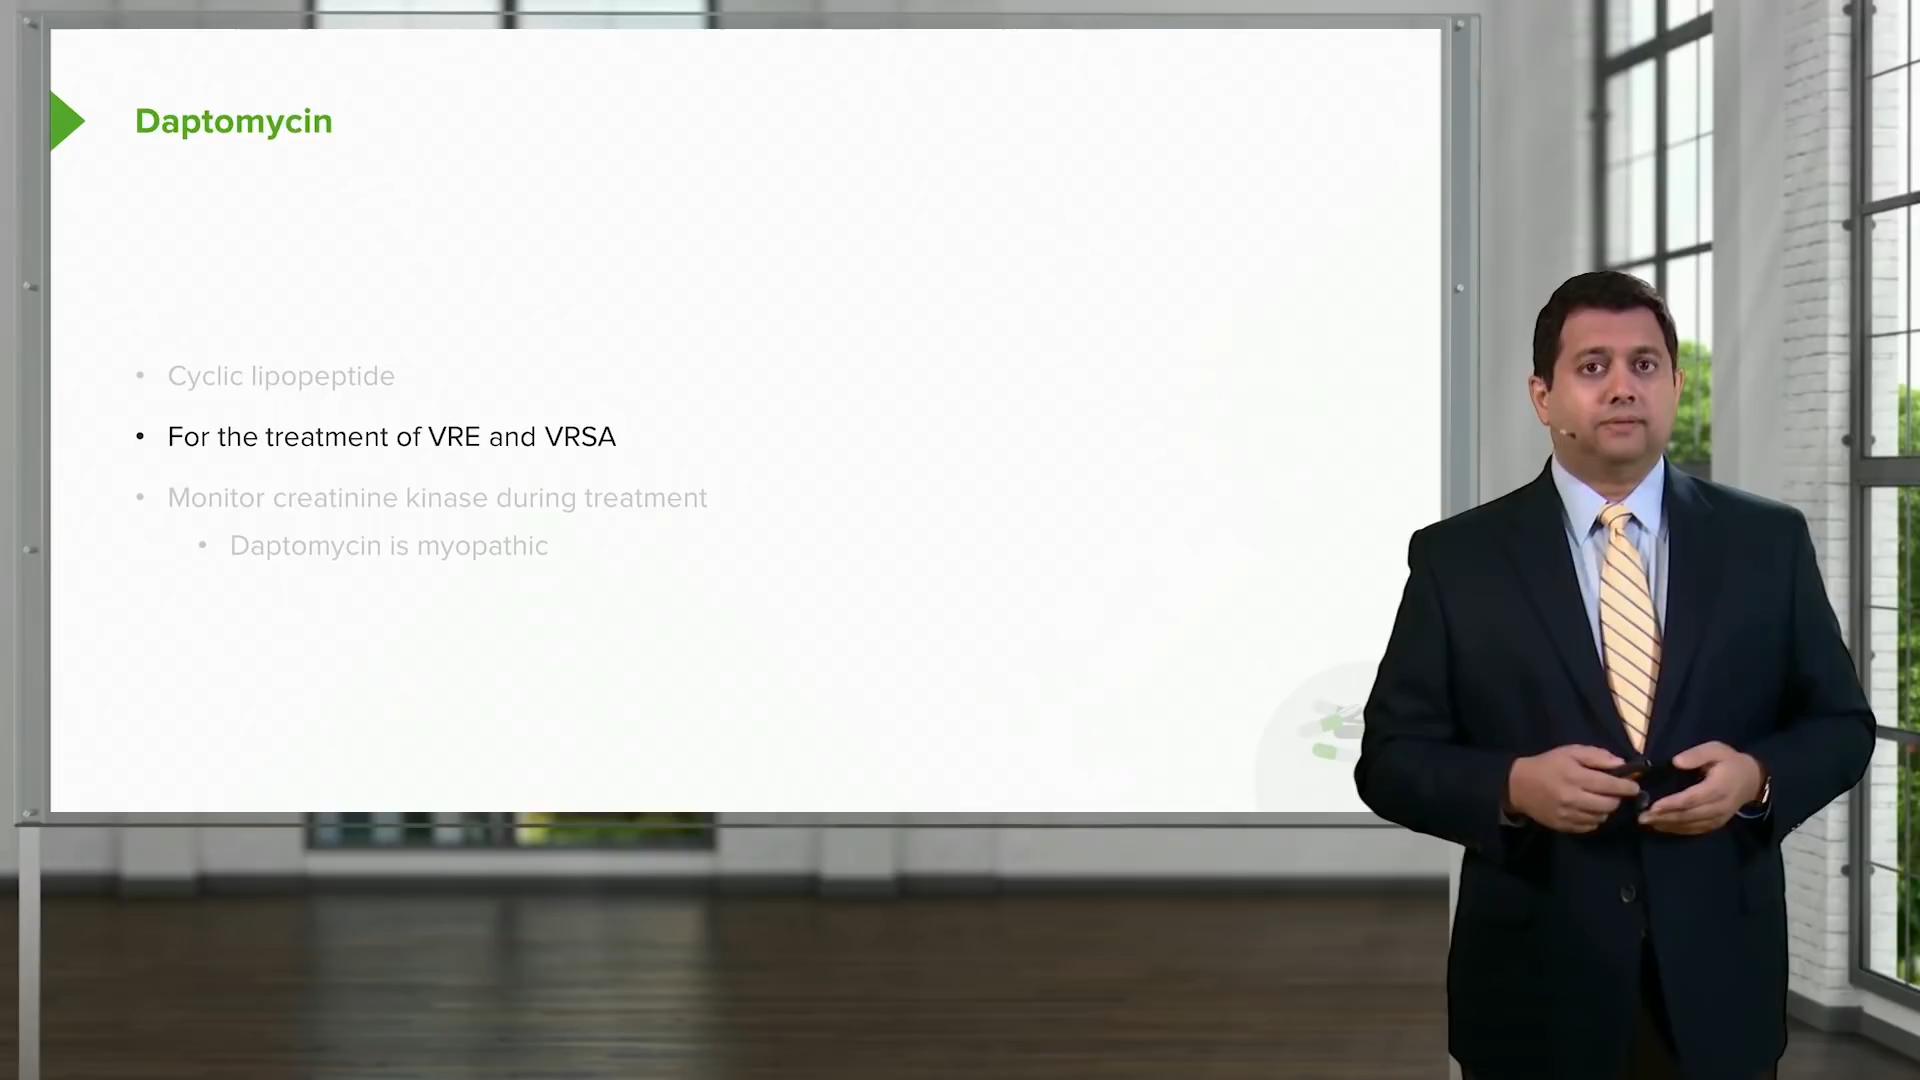 Daptomycin
• Cyclic lipopeptide
• For the treatment of VRE and VRSA
• Monitor creatinine kinase during treatment
• Daptomycin is myopathic